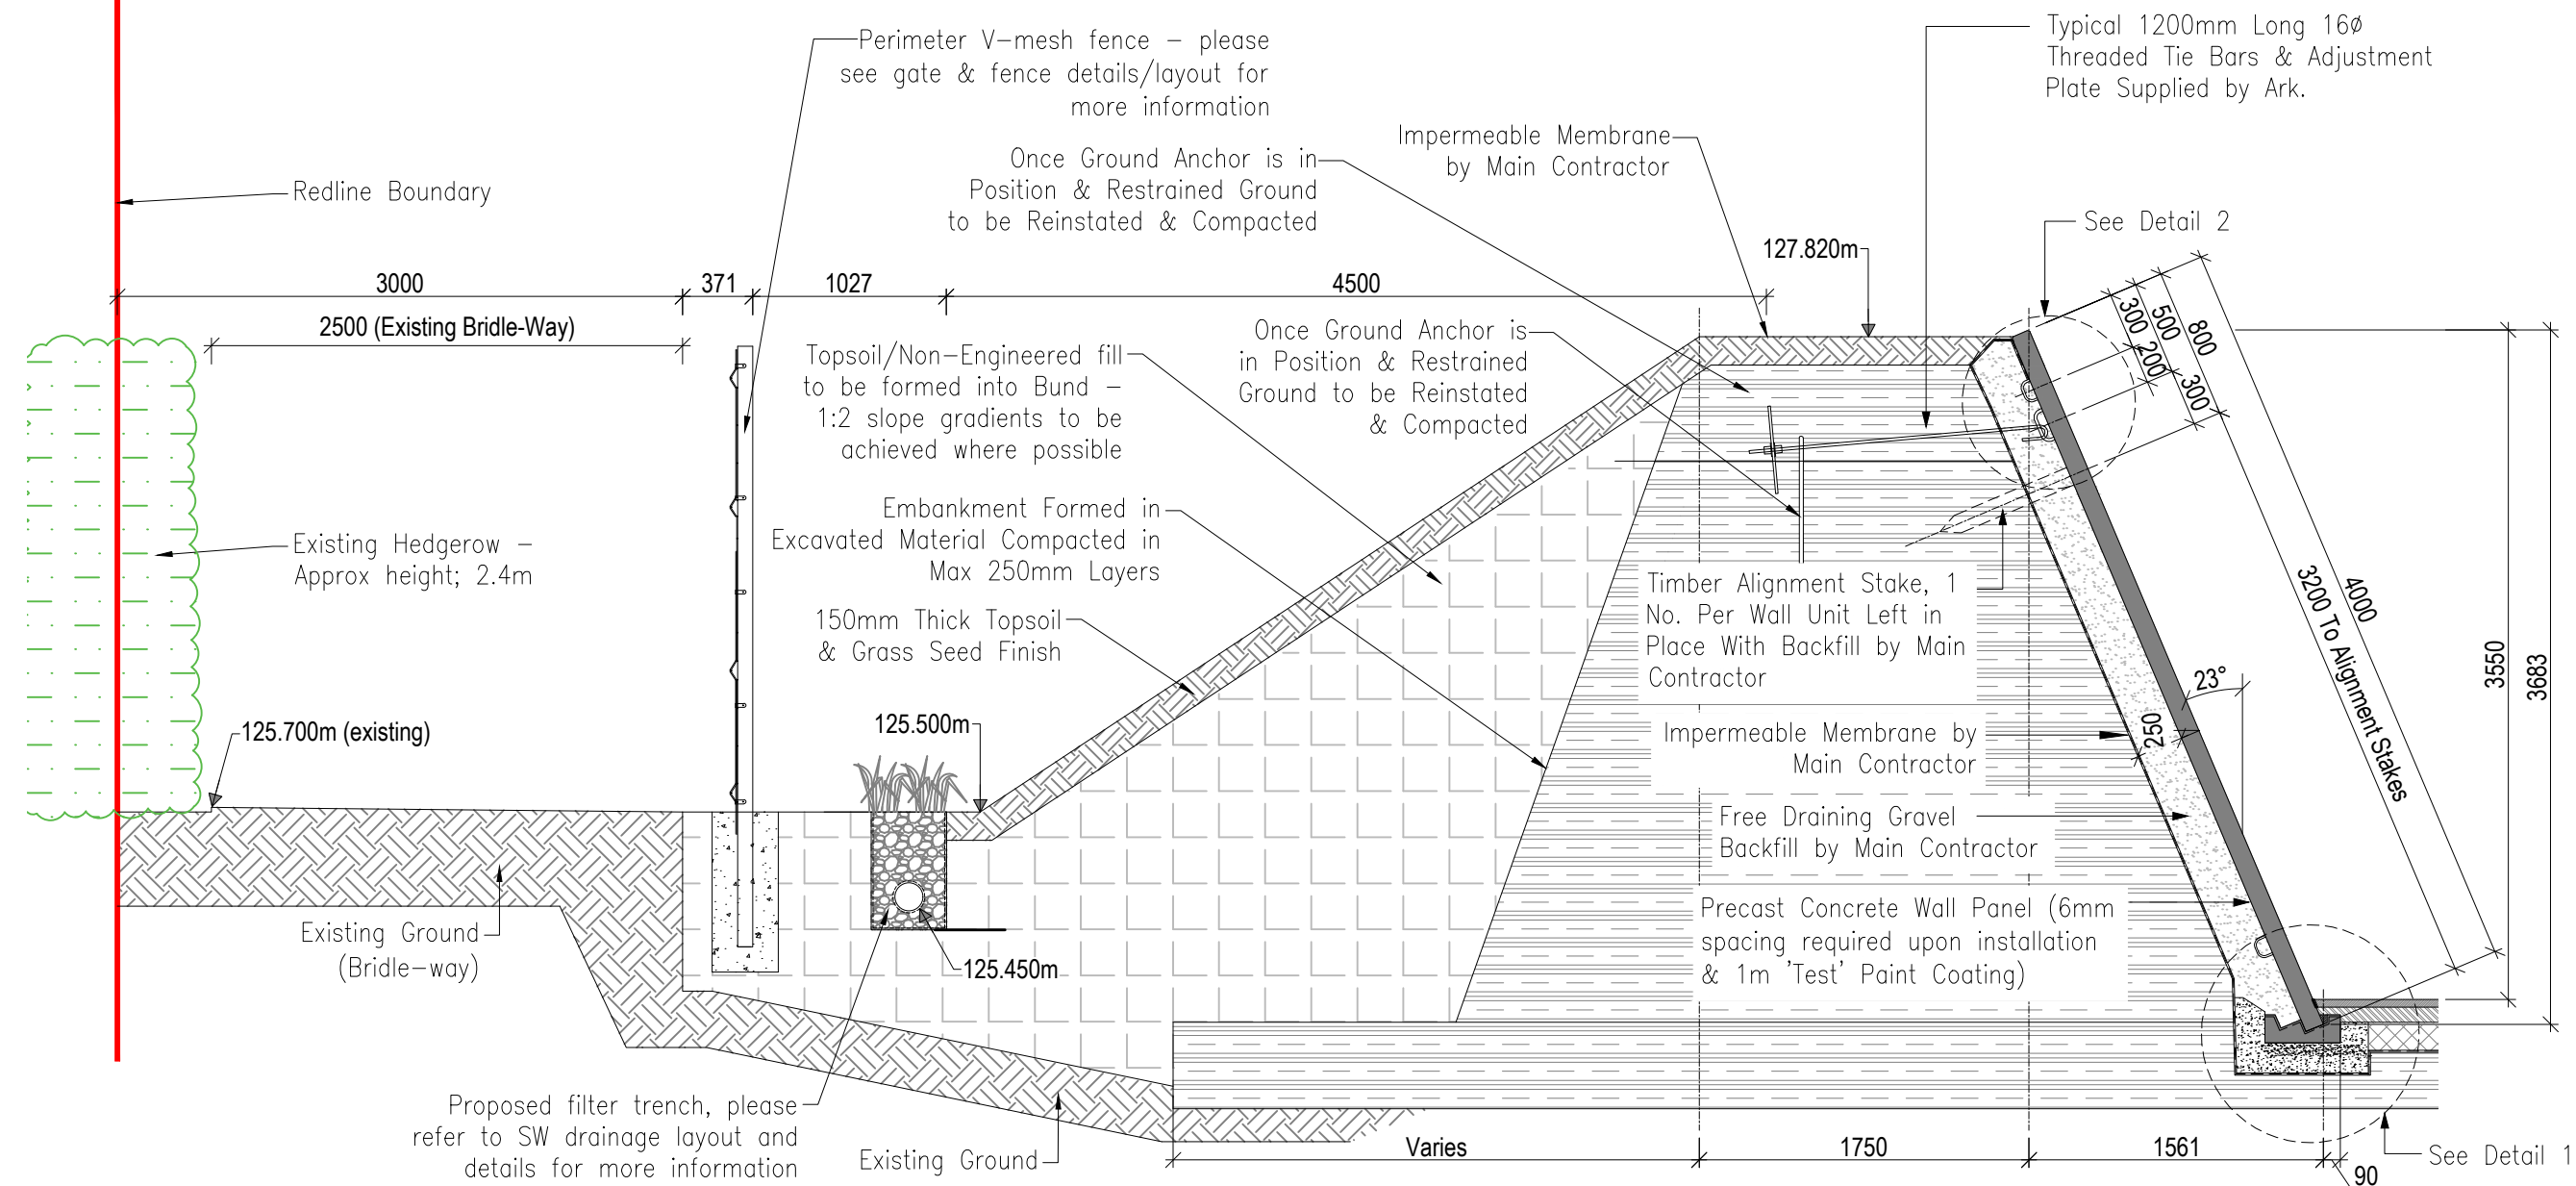 Perimeter V-mesh fence - please
see gate & fence details/layout for
more information
Typical 1200mm Long 16ø
Threaded Tie Bars & Adjustment
Plate Supplied by Ark.
Impermeable Membrane
by Main Contractor
Once Ground Anchor is in
Position & Restrained Ground
to be Reinstated & Compacted
Redline Boundary
See Detail 2
127.820m
3000
371
1027
4500
2500 (Existing Bridle-Way)
300
500
800
200
300
Topsoil/Non-Engineered fill
to be formed into Bund -
1:2 slope gradients to be
achieved where possible
Once Ground Anchor is
in Position & Restrained
Ground to be Reinstated
& Compacted
Embankment Formed in
Excavated Material Compacted in
Max 250mm Layers
Existing Hedgerow -
Approx height; 2.4m
150mm Thick Topsoil
& Grass Seed Finish
Timber Alignment Stake, 1
No. Per Wall Unit Left in
Place With Backfill by Main
Contractor
4000
3200 To Alignment Stakes
3550
3683
23°
250
125.700m (existing)
125.500m
Impermeable Membrane by
Main Contractor
Free Draining Gravel
Backfill by Main Contractor
Precast Concrete Wall Panel (6mm
spacing required upon installation
& 1m 'Test' Paint Coating)
Existing Ground
(Bridle-way)
125.450m
Proposed filter trench, please
refer to SW drainage layout and
details for more information
Existing Ground
Varies
1750
1561
90
See Detail 1